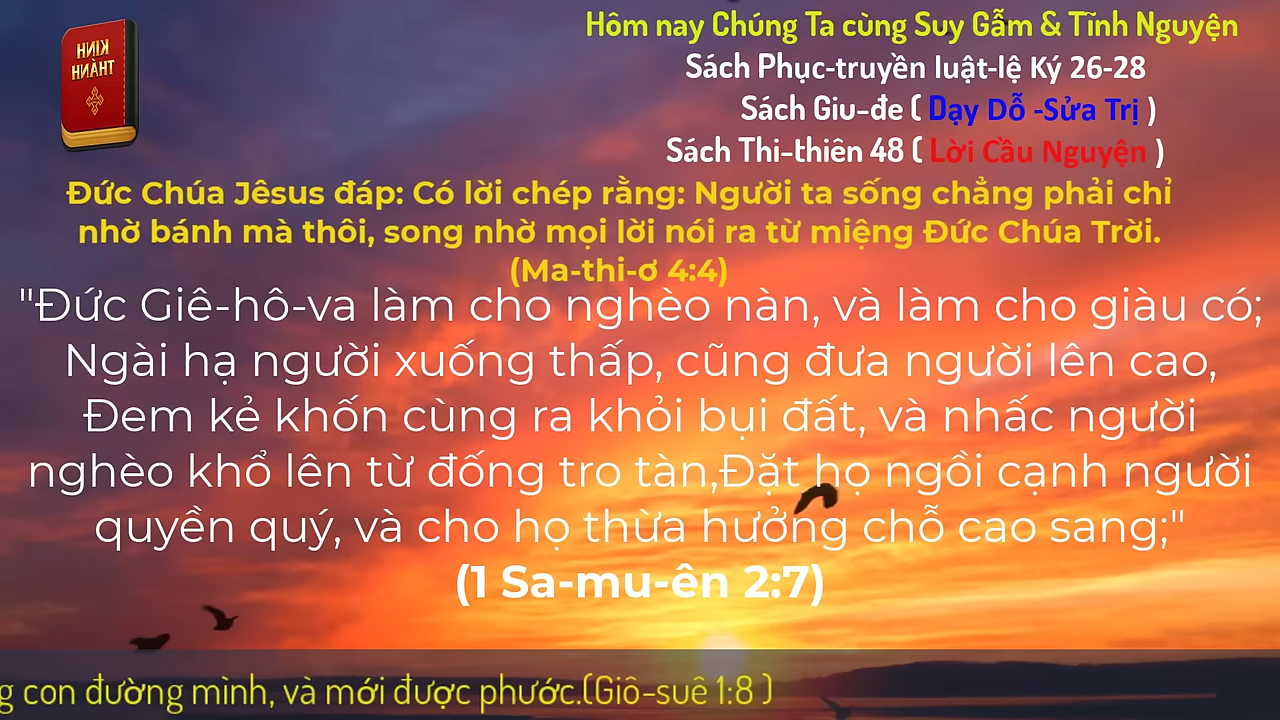 KINH
THÀNH
Hôm nay Chúng Ta cùng Suy Gẫm & Tĩnh Nguyện
Sách Phục-truyền luật-lệ Ký 26-28
Sách Giu-đe ( Dạy Dỗ -Sửa Trị )
Sách Thi-thiên 48 ( Lời Cầu Nguyện )
Đức Chúa Jêsus đáp: Có lời chép rằng: Người ta sống chẳng phải chỉ
nhờ bánh mà thôi, song nhờ mọi lời nói ra từ miệng Đức Chúa Trời.
(Ma-thi-ơ 4:4)
"Đức Giê-hô-va làm cho nghèo nàn, và làm cho giàu có;
Ngài hạ người xuống thấp, cũng đưa người lên cao,
Đem kẻ khốn cùng ra khỏi bụi đất, và nhấc người
nghèo khổ lên từ đống tro tàn,Đặt họ ngồi cạnh người
quyền quý, và cho họ thừa hưởng chỗ cao sang;"
(1 Sa-mu-ên 2:7)
g con đường mình, và mới được phước.(Giô-suê 1:8 )